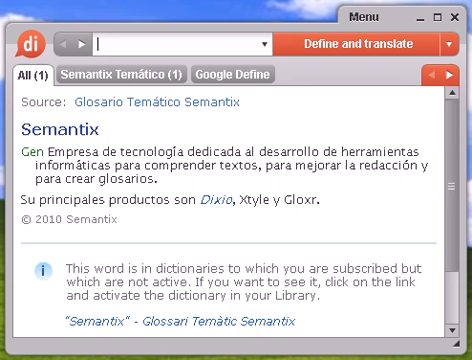 Menu
di
Define and translate
All (1) Semantix Temático (1) Google Define
Source: Glosario Temático Semantix
Semantix
Gen Empresa de tecnología dedicada al desarrollo de herramientas
informáticas para comprender textos, para mejorar la redacción y
para crear glosarios.
Su principales productos son Dixio, Xtyle y Gloxr.
© 2010 Semantix
i
This word is in dictionaries to which you are subscribed but
which are not active. If you want to see it, click on the link
and activate the dictionary in your Library.
"Semantix" - Glossari Temàtic Semantix